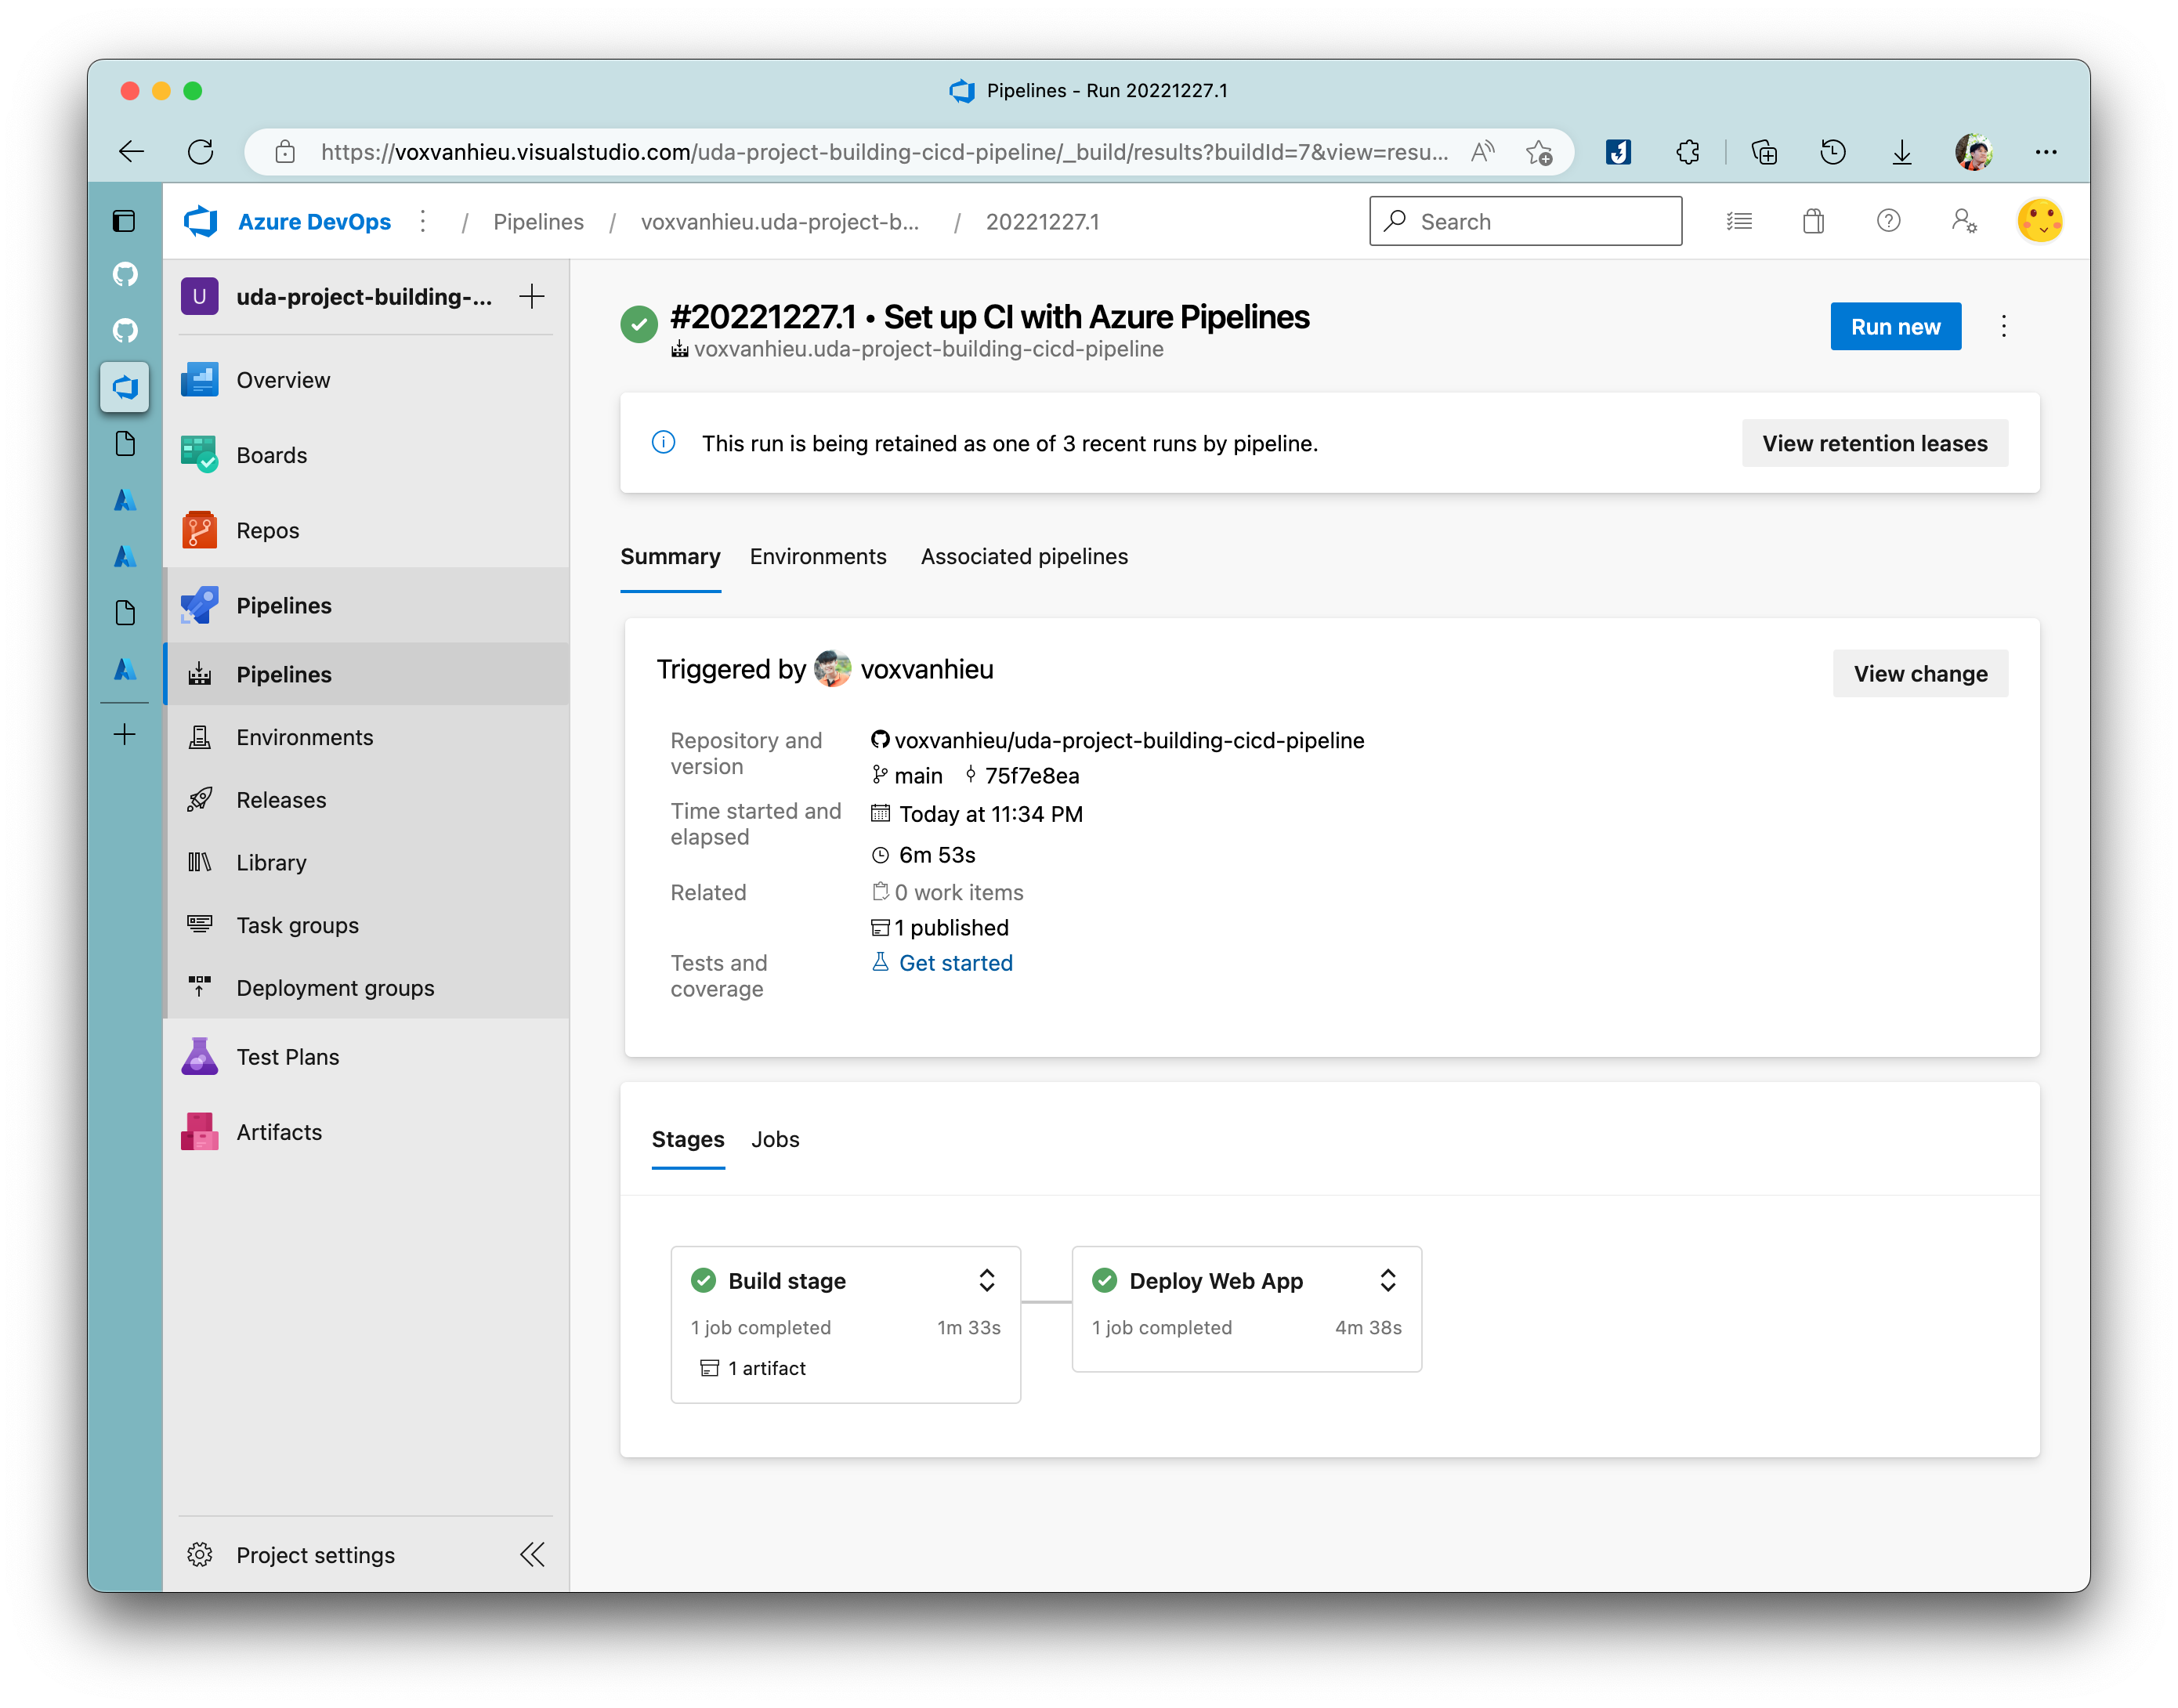 Pipelines - Run 20221227.1
https://voxvanhieu.visualstudio.com/uda-project-building-cicd-pipeline/_build/results?buildId=7&view=resu...
Azure DevOps / Pipelines / voxvanhieu.uda-project-b... / 20221227.1
Search
U uda-project-building-...
Overview
Boards
Repos
Pipelines
Pipelines
Environments
Releases
Library
Task groups
Deployment groups
Test Plans
Artifacts
Project settings
#20221227.1 • Set up CI with Azure Pipelines
voxvanhieu.uda-project-building-cicd-pipeline
Run new
This run is being retained as one of 3 recent runs by pipeline.
View retention leases
Summary Environments Associated pipelines
Triggered by voxvanhieu
View change
Repository and
version
voxvanhieu/uda-project-building-cicd-pipeline
main 75f7e8ea
Time started and
elapsed
Today at 11:34 PM
6m 53s
Related
0 work items
1 published
Tests and
coverage
Get started
Stages Jobs
Build stage
1 job completed 1m 33s
1 artifact
Deploy Web App
1 job completed 4m 38s